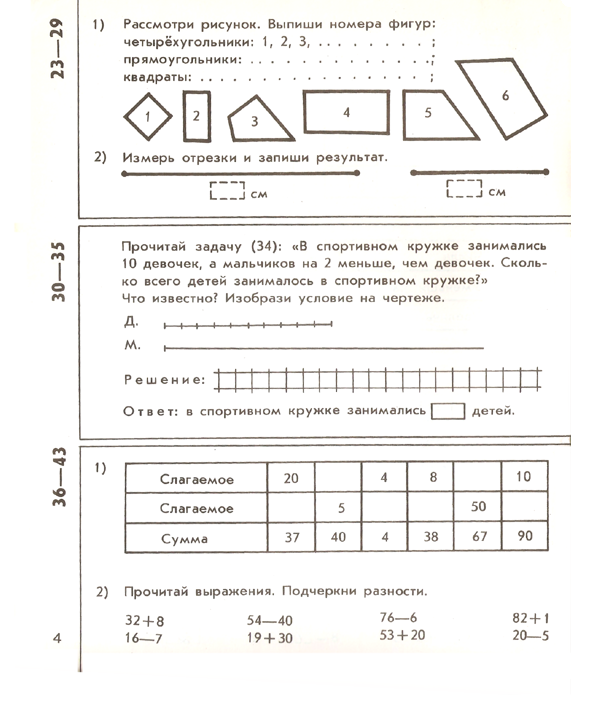 23—29
1) Рассмотри рисунок. Выпиши номера фигур:
четырёхугольники: 1, 2, 3, . . . . . . . . ;
прямоугольники: . . . . . . . . . . . . . ;
квадраты: . . . . . . . . . . . . . . . . ;
1 2 3 4 5 6
2) Измерь отрезки и запиши результат.
см см
30—35
Прочитай задачу (34): «В спортивном кружке занимались
10 девочек, а мальчиков на 2 меньше, чем девочек. Сколь-
ко всего детей занималось в спортивном кружке?»
Что известно? Изобрази условие на чертеже.
Д.
М.
Решение:
Ответ: в спортивном кружке занимались детей.
36—43
1)
Слагаемое 20 4 8 10
Слагаемое 5 50
Сумма 37 40 4 38 67 90
2) Прочитай выражения. Подчеркни разности.
32+8 54—40 76—6 82+1
16—7 19+30 53+20 20—5
4